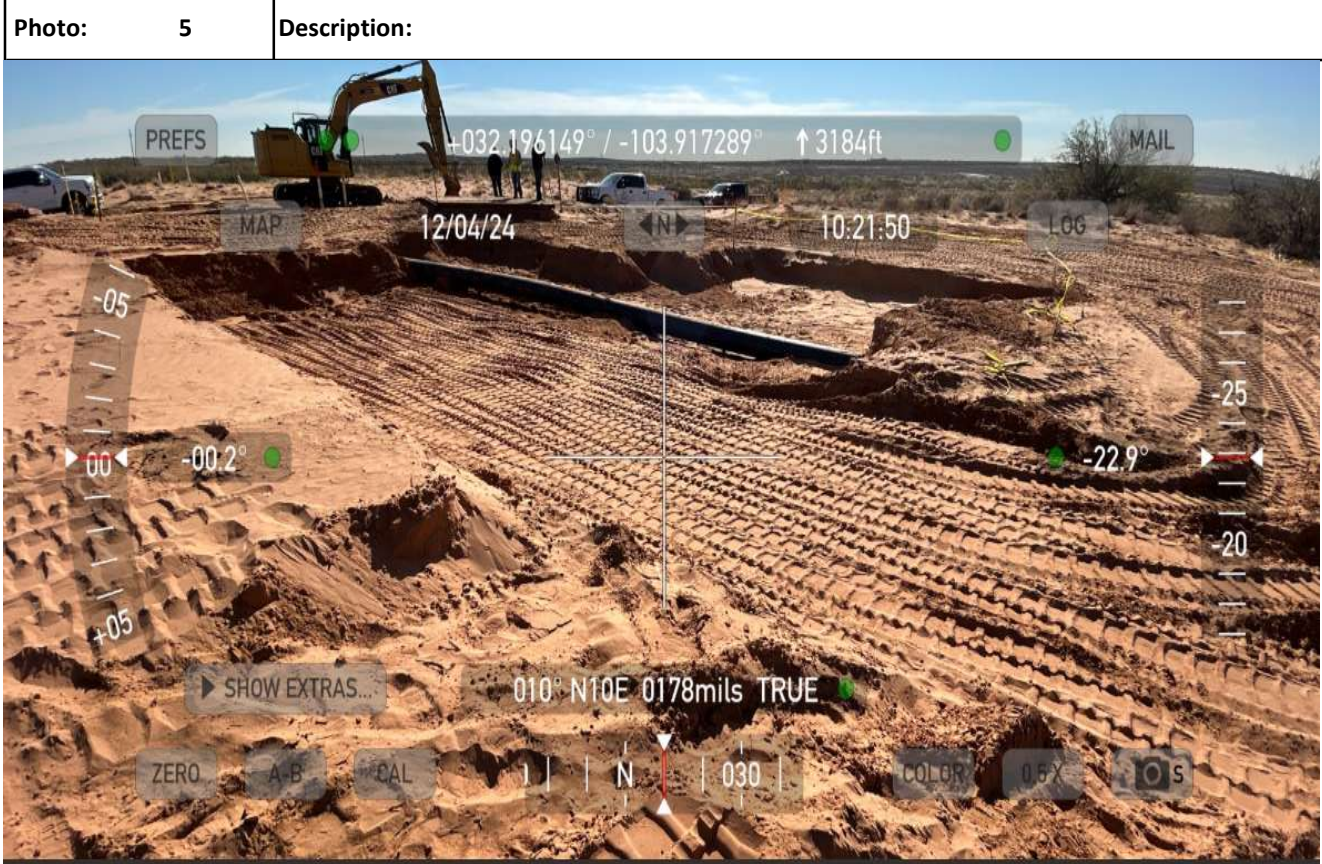 Photo: 5 Description:
PREFS +032.196149° / -103.917289° ↑ 3184ft MAIL
MAP 12/04/24 N 10:21:50 LOG
-05
-25
00 -00.2° -22.9°
-20
+05
SHOW EXTRAS... 010° N10E 0178mils TRUE
ZERO A-B CAL N 030 COLOR 0.5X S
CAT